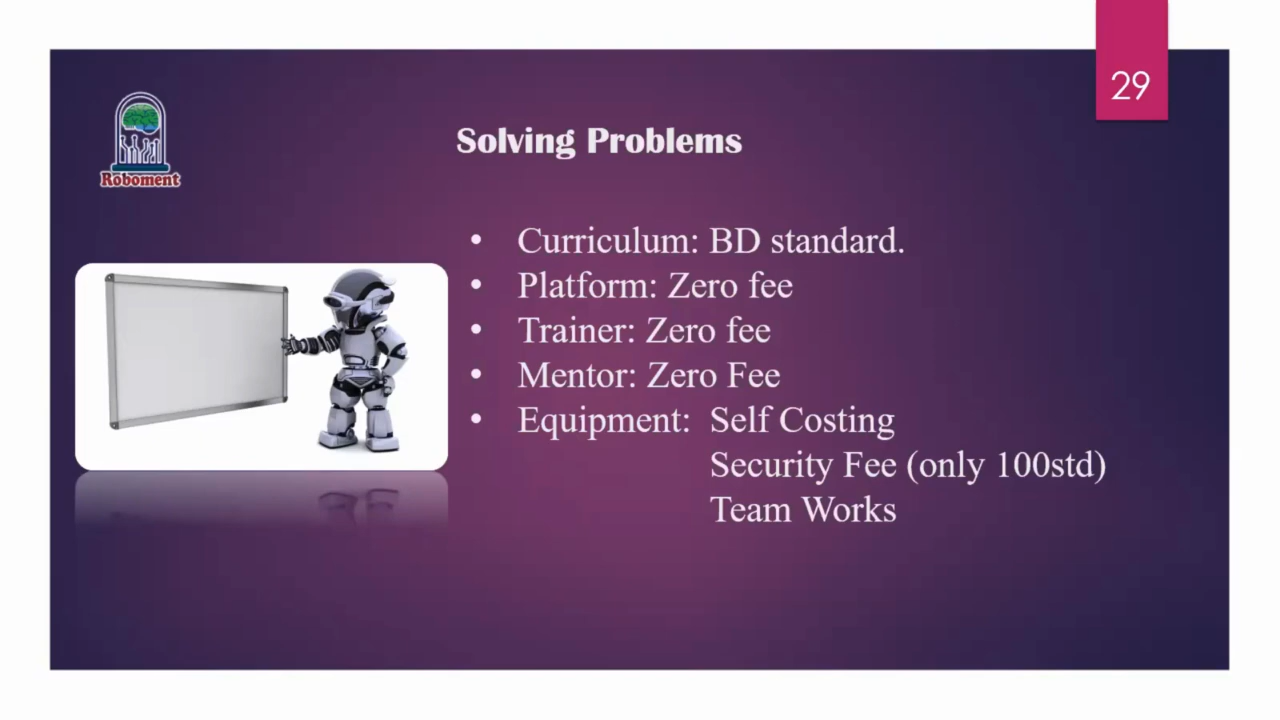 29
Roboment
Solving Problems
• Curriculum: BD standard.
• Platform: Zero fee
• Trainer: Zero fee
• Mentor: Zero Fee
• Equipment: Self Costing
Security Fee (only 100std)
Team Works